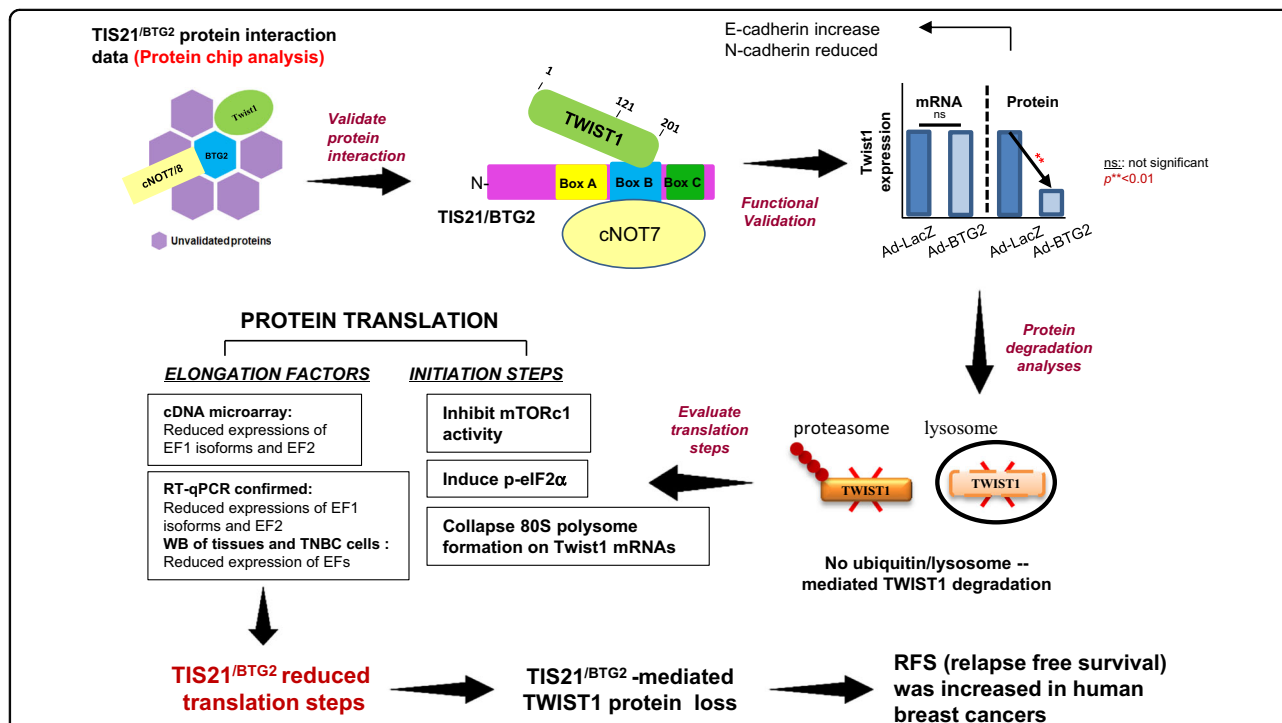 TIS21/BTG2 protein interaction
data (Protein chip analysis)
Twist1
BTG2
cNOT7/8
Unvalidated proteins
Validate
protein
interaction
1
121
201
TWIST1
N-
Box A
Box B
Box C
TIS21/BTG2
cNOT7
Functional
Validation
E-cadherin increase
N-cadherin reduced
mRNA
Protein
ns
**
Twist1
expression
Ad-LacZ
Ad-BTG2
Ad-LacZ
Ad-BTG2
ns:: not significant
p**<0.01
Protein
degradation
analyses
proteasome
lysosome
TWIST1
TWIST1
No ubiquitin/lysosome --
mediated TWIST1 degradation
Evaluate
translation
steps
PROTEIN TRANSLATION
ELONGATION FACTORS
INITIATION STEPS
cDNA microarray:
Reduced expressions of
EF1 isoforms and EF2
RT-qPCR confirmed:
Reduced expressions of EF1
isoforms and EF2
WB of tissues and TNBC cells :
Reduced expression of EFs
Inhibit mTORc1
activity
Induce p-eIF2α
Collapse 80S polysome
formation on Twist1 mRNAs
TIS21/BTG2 reduced
translation steps
TIS21/BTG2 -mediated
TWIST1 protein loss
RFS (relapse free survival)
was increased in human
breast cancers